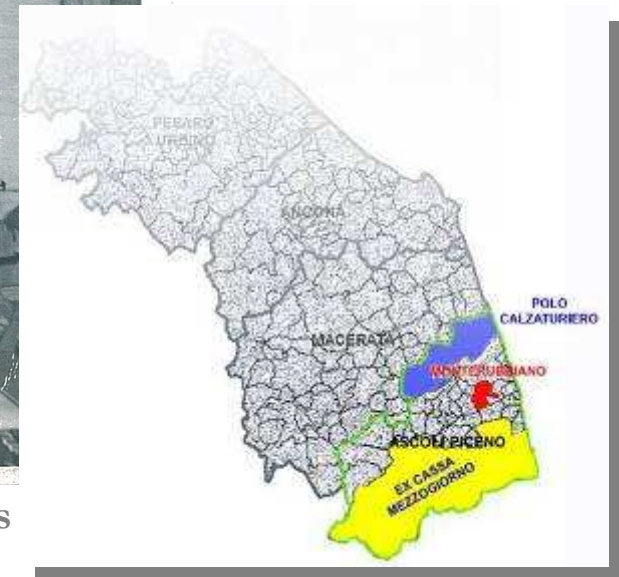 PESARO
URBINO
ANCONA
POLO
CALZATURIERO
MACERATA
MONTERUBBIANO
ASCOLI PICENO
EX CASSA
MEZZOGIORNO
s